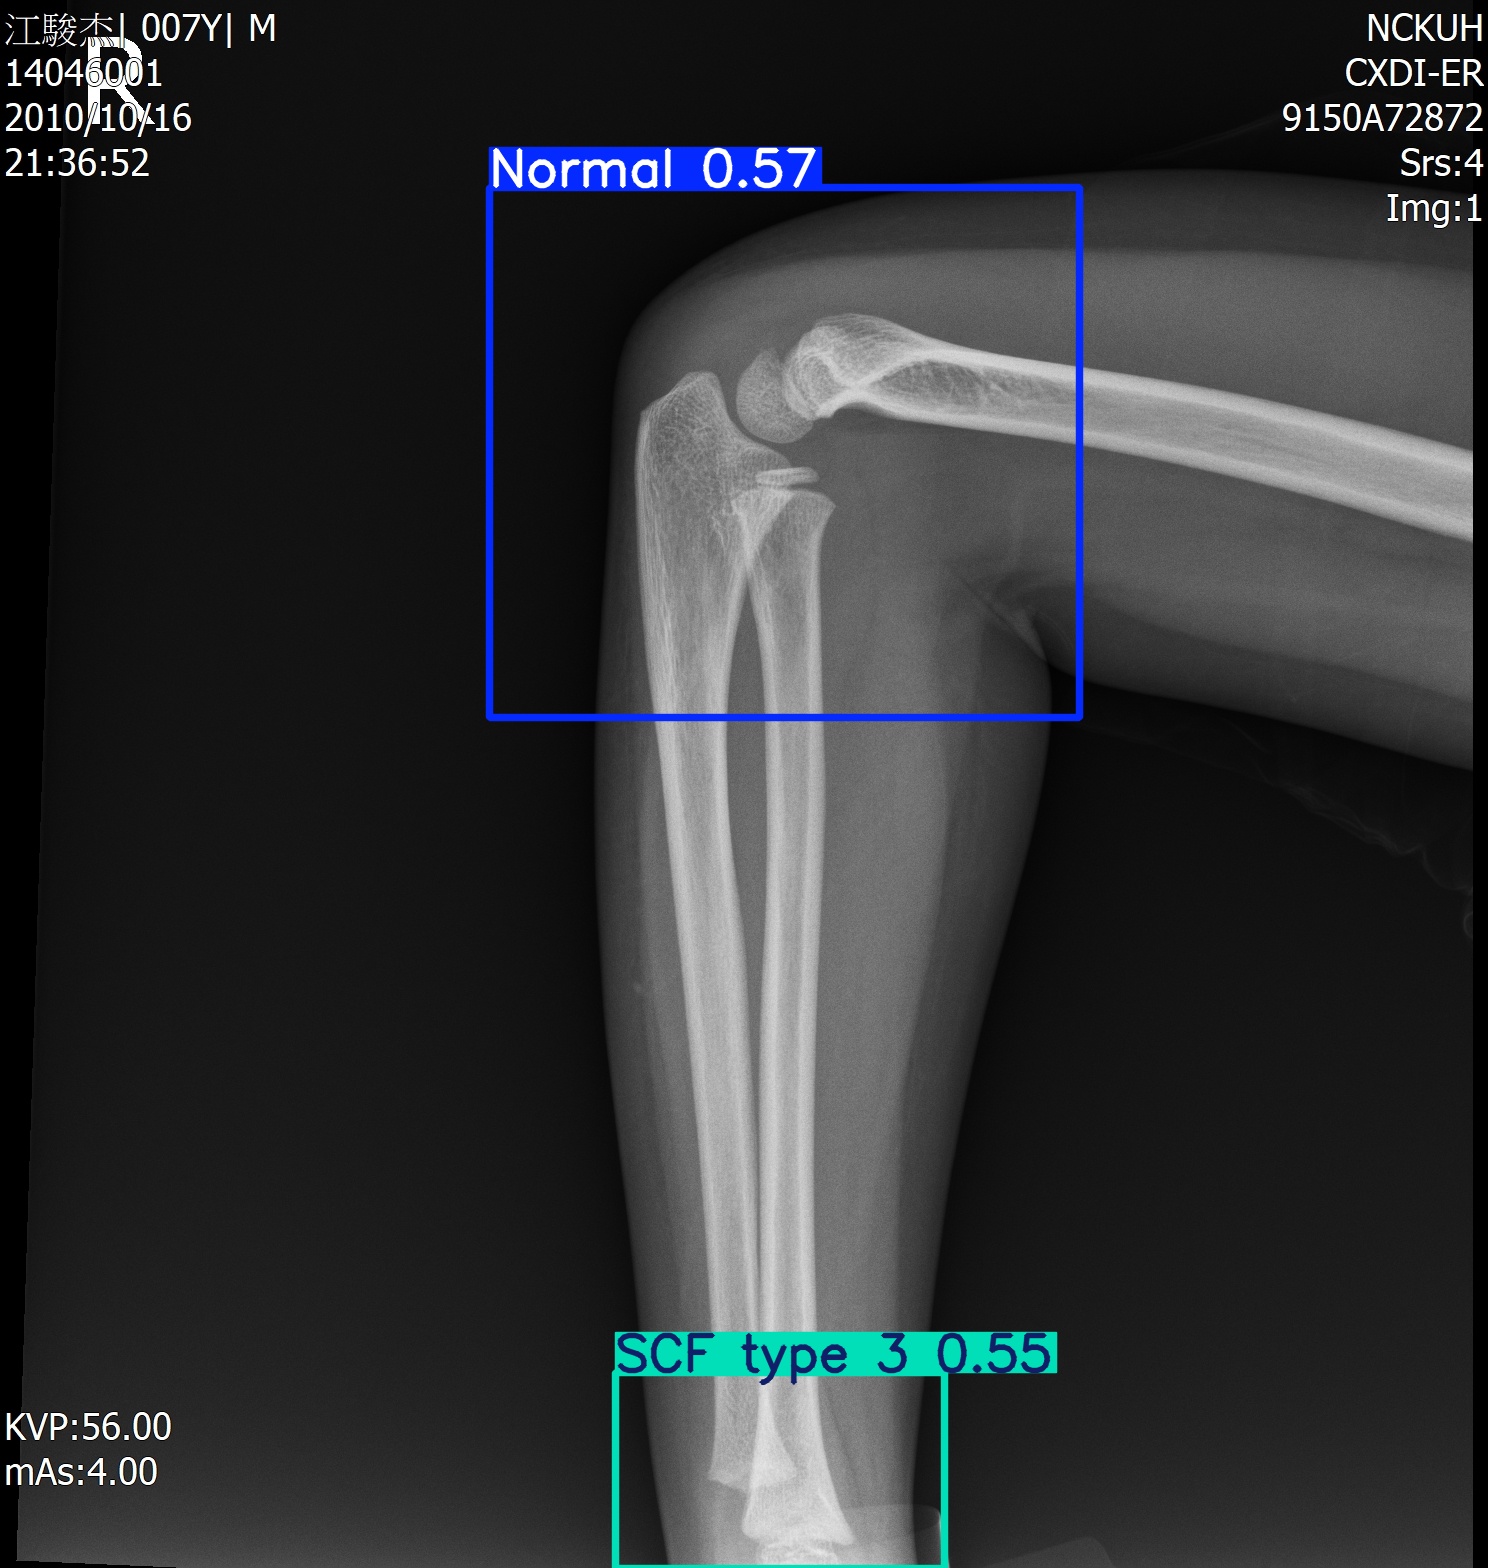 江駿杰| 007Y| M
14046001
2010/10/16
21:36:52
R
NCKUH
CXDI-ER
9150A72872
Srs:4
Img:1
Normal 0.57
SCF type 3 0.55
KVP:56.00
mAs:4.00